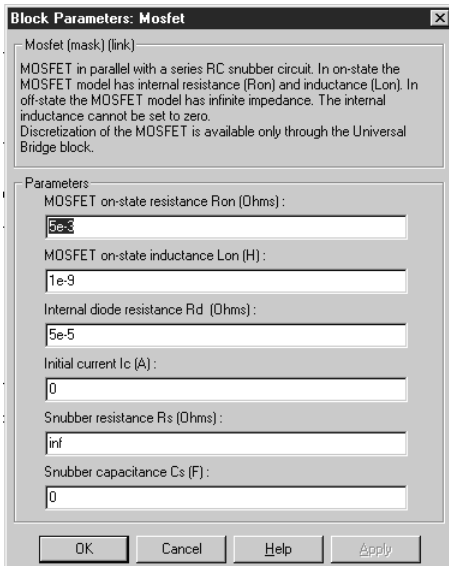 Block Parameters: Mosfet
Mosfet (mask) (link)
MOSFET in parallel with a series RC snubber circuit. In on-state the
MOSFET model has internal resistance (Ron) and inductance (Lon). In
off-state the MOSFET model has infinite impedance. The internal
inductance cannot be set to zero.
Discretization of the MOSFET is available only through the Universal
Bridge block.
Parameters
MOSFET on-state resistance Ron (Ohms) :
5e-3
MOSFET on-state inductance Lon (H) :
1e-9
Internal diode resistance Rd (Ohms) :
5e-5
Initial current Ic (A) :
0
Snubber resistance Rs (Ohms) :
inf
Snubber capacitance Cs (F) :
0
OK Cancel Help Apply